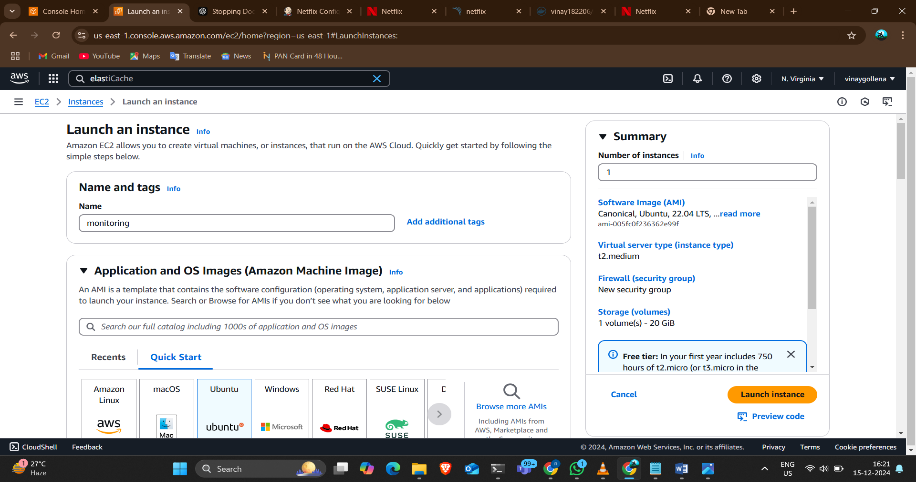 Console Hom
Launch an inst
Stopping Doc
Netflix Config
Netflix
netflix
vinay182206/
Netflix
New Tab
us east 1.console.aws.amazon.com/ec2/home?region=us east 1#LaunchInstances:
Gmail
YouTube
Maps
Translate
News
PAN Card in 48 Hou...
aws
elastiCache
N. Virginia
vinaygollena
EC2
Instances
Launch an instance
Launch an instance Info
Amazon EC2 allows you to create virtual machines, or instances, that run on the AWS Cloud. Quickly get started by following the
simple steps below.
Name and tags Info
Name
monitoring
Add additional tags
Application and OS Images (Amazon Machine Image) Info
An AMI is a template that contains the software configuration (operating system, application server, and applications) required
to launch your instance. Search or Browse for AMIs if you don't see what you are looking for below
Search our full catalog including 1000s of application and OS images
Recents
Quick Start
Amazon
Linux
aws
macOS
Mac
Ubuntu
ubuntu®
Windows
Microsoft
Red Hat
Red Hat
SUSE Linux
SUSE
Browse more AMIs
Including AMIs from
AWS, Marketplace and
Summary
Number of instances Info
1
Software Image (AMI)
Canonical, Ubuntu, 22.04 LTS, ...read more
ami-005fc0f236362e99f
Virtual server type (instance type)
t2.medium
Firewall (security group)
New security group
Storage (volumes)
1 volume(s) - 20 GiB
Free tier: In your first year includes 750
hours of t2.micro (or t3.micro in the
Cancel
Launch instance
Preview code
CloudShell
Feedback
© 2024, Amazon Web Services, Inc. or its affiliates.
Privacy
Terms
Cookie preferences
1
27°C
Haze
Search
99+
1
ENG
US
16:21
15-12-2024